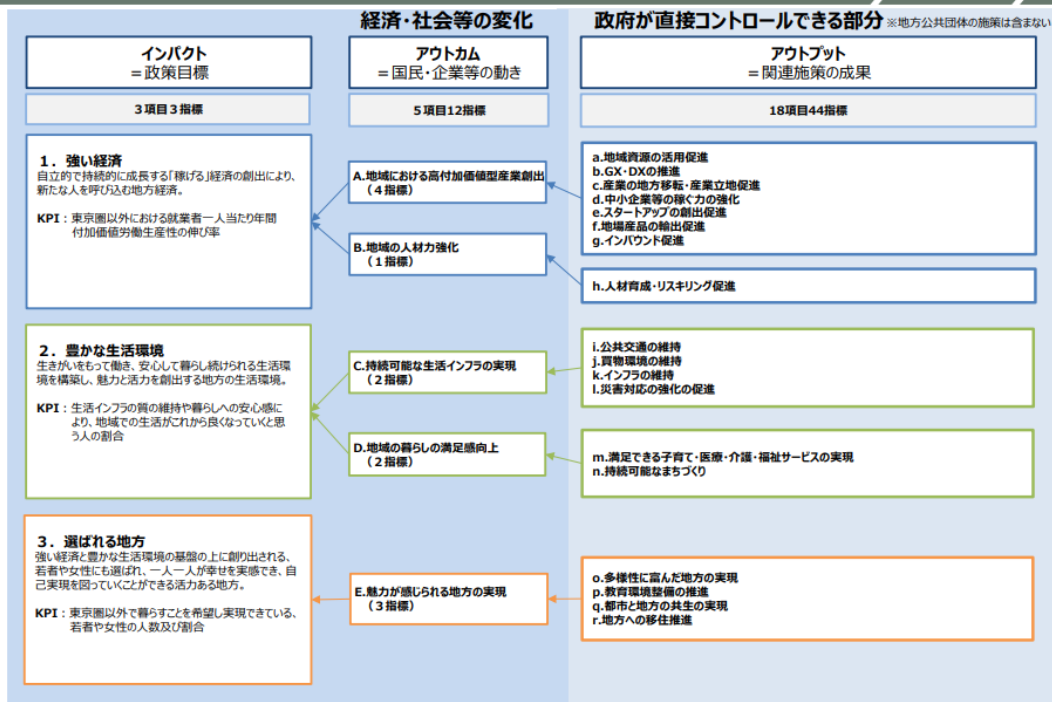 経済・社会等の変化
政府が直接コントロールできる部分 ※地方公共団体の施策は含まない
インパクト
=政策目標
アウトカム
=国民・企業等の動き
アウトプット
=関連施策の成果
3項目3指標
5項目12指標
18項目44指標
1.強い経済
自立的で持続的に成長する「稼げる」経済の創出により、
新たな人を呼び込む地方経済。
KPI:東京圏以外における就業者一人当たり年間
付加価値労働生産性の伸び率
A.地域における高付加価値型産業創出
(4指標)
B.地域の人材力強化
(1指標)
a.地域資源の活用促進
b.GX・DXの推進
c.産業の地方移転・産業立地促進
d.中小企業等の稼ぐ力の強化
e.スタートアップの創出促進
f.地場産品の輸出促進
g.インバウンド促進
h.人材育成・リスキリング促進
2.豊かな生活環境
生きがいをもって働き、安心して暮らし続けられる生活環
境を構築し、魅力と活力を創出する地方の生活環境。
KPI:生活インフラの質の維持や暮らしへの安心感に
より、地域での生活がこれから良くなっていくと思
う人の割合
C.持続可能な生活インフラの実現
(2指標)
D.地域の暮らしの満足感向上
(2指標)
i.公共交通の維持
j.買物環境の維持
k.インフラの維持
l.災害対応の強化の促進
m.満足できる子育て・医療・介護・福祉サービスの実現
n.持続可能なまちづくり
3.選ばれる地方
強い経済と豊かな生活環境の基盤の上に創り出される、
若者や女性にも選ばれ、一人一人が幸せを実感でき、自
己実現を図っていくことができる活力ある地方。
KPI:東京圏以外で暮らすことを希望し実現できている、
若者や女性の人数及び割合
E.魅力が感じられる地方の実現
(3指標)
o.多様性に富んだ地方の実現
p.教育環境整備の推進
q.都市と地方の共生の実現
r.地方への移住推進